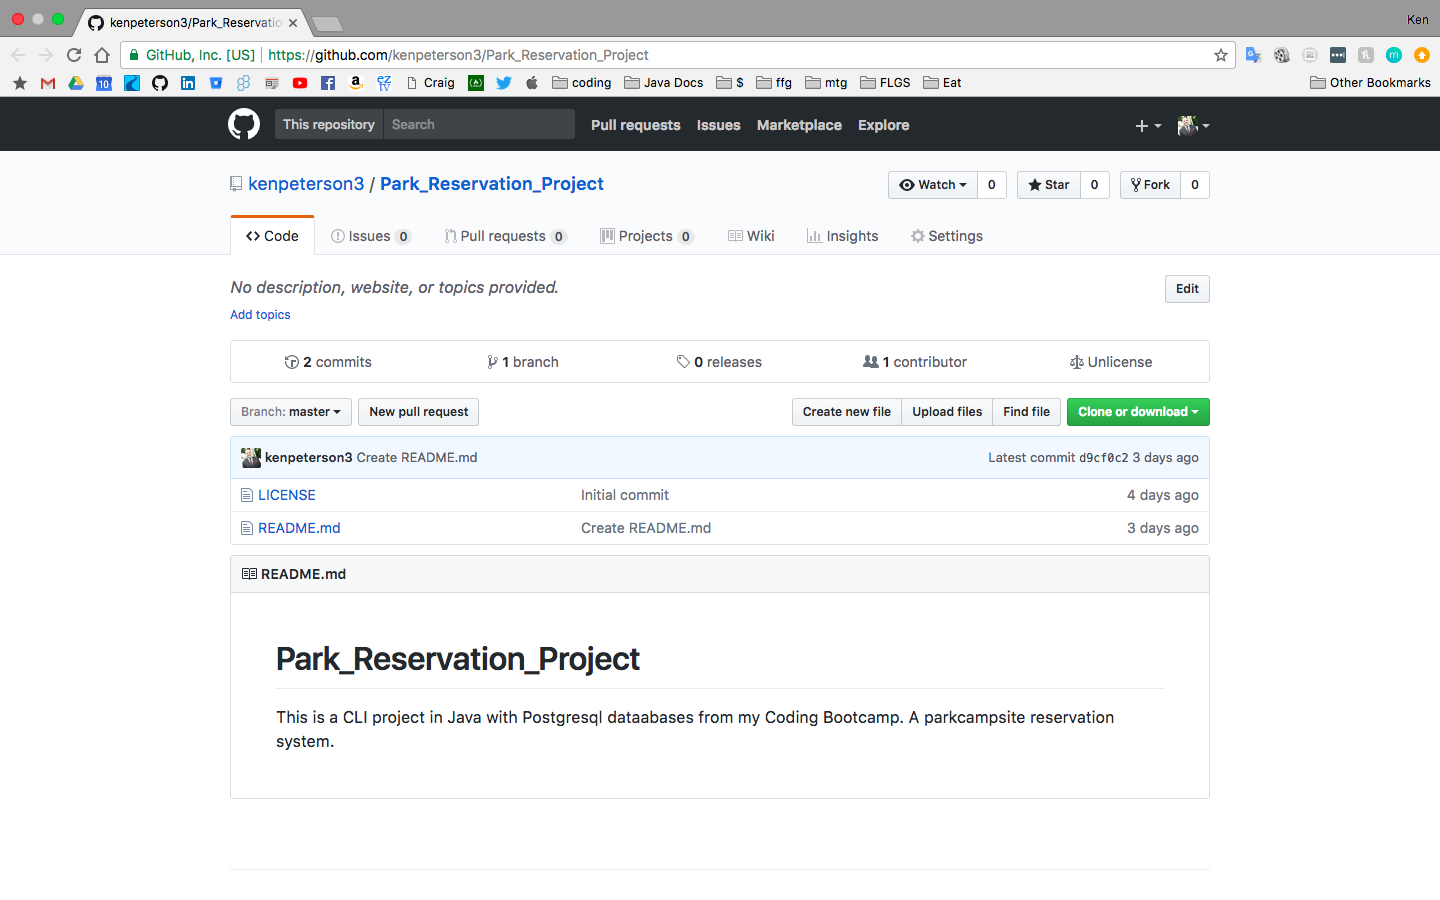 kenpeterson3/Park_Reservatio
Ken
GitHub, Inc. [US] https://github.com/kenpeterson3/Park_Reservation_Project
10 EZ TV Craig coding Java Docs $ ffg mtg FLGS Eat Other Bookmarks
This repository Search Pull requests Issues Marketplace Explore
kenpeterson3 / Park_Reservation_Project
Watch 0 Star 0 Fork 0
Code Issues 0 Pull requests 0 Projects 0 Wiki Insights Settings
No description, website, or topics provided. Edit
Add topics
2 commits 1 branch 0 releases 1 contributor Unlicense
Branch: master New pull request Create new file Upload files Find file Clone or download
kenpeterson3 Create README.md Latest commit d9cf0c2 3 days ago
LICENSE Initial commit 4 days ago
README.md Create README.md 3 days ago
README.md
Park_Reservation_Project
This is a CLI project in Java with Postgresql dataabases from my Coding Bootcamp. A parkcampsite reservation
system.